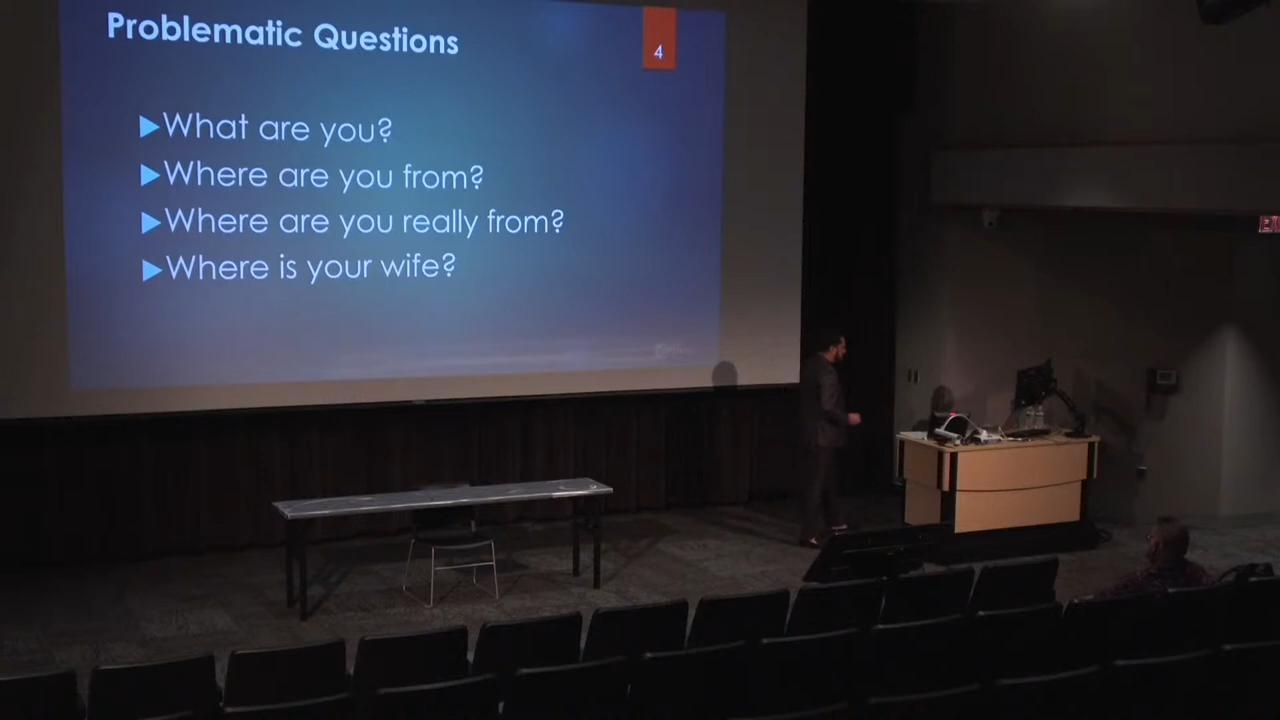 Problematic Questions
4
What are you?
Where are you from?
Where are you really from?
Where is your wife?